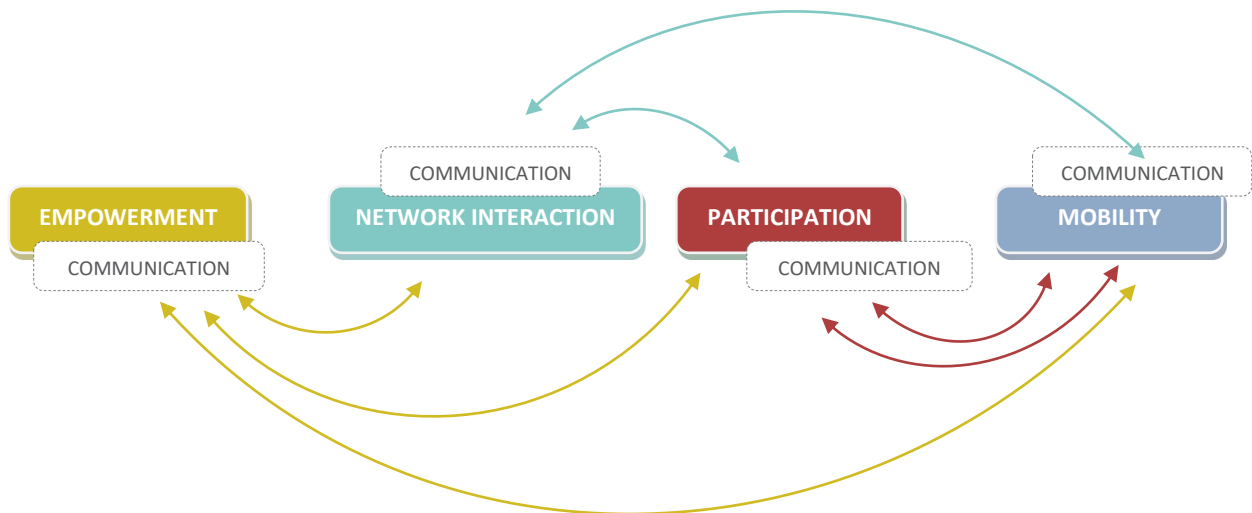 COMMUNICATION
COMMUNICATION
EMPOWERMENT
NETWORK INTERACTION
PARTICIPATION
MOBILITY
COMMUNICATION
COMMUNICATION